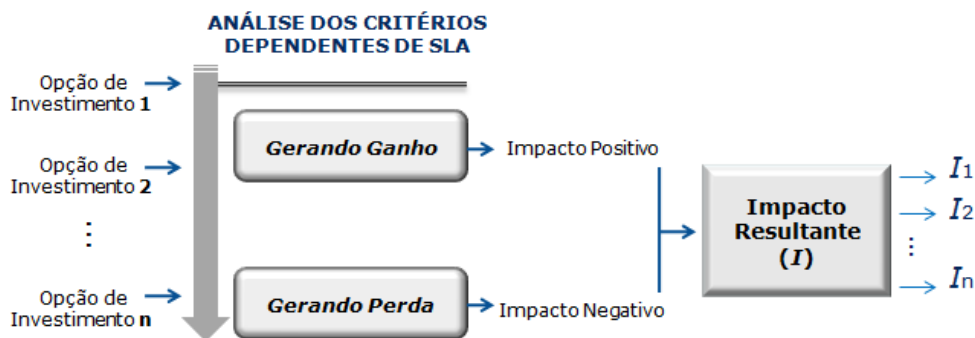 ANÁLISE DOS CRITÉRIOS
DEPENDENTES DE SLA
Opção de
Investimento 1
Opção de
Investimento 2
⋮
Opção de
Investimento n
Gerando Ganho
Gerando Perda
Impacto Positivo
Impacto Negativo
Impacto
Resultante
(I)
I1
I2
⋮
In